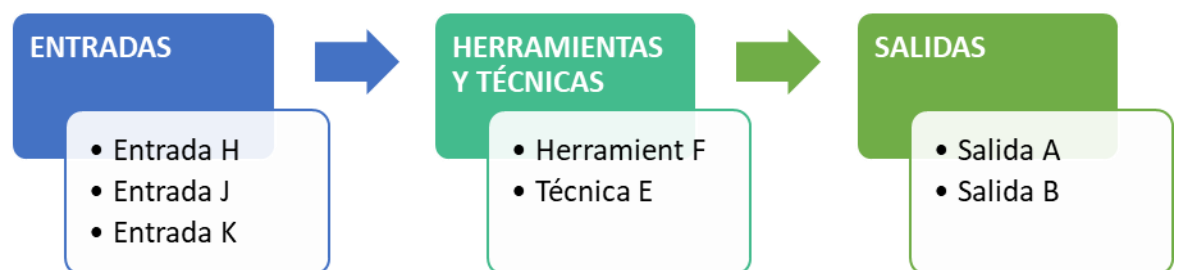 ENTRADAS
• Entrada H
• Entrada J
• Entrada K
HERRAMIENTAS
Y TÉCNICAS
• Herramient F
• Técnica E
SALIDAS
• Salida A
• Salida B